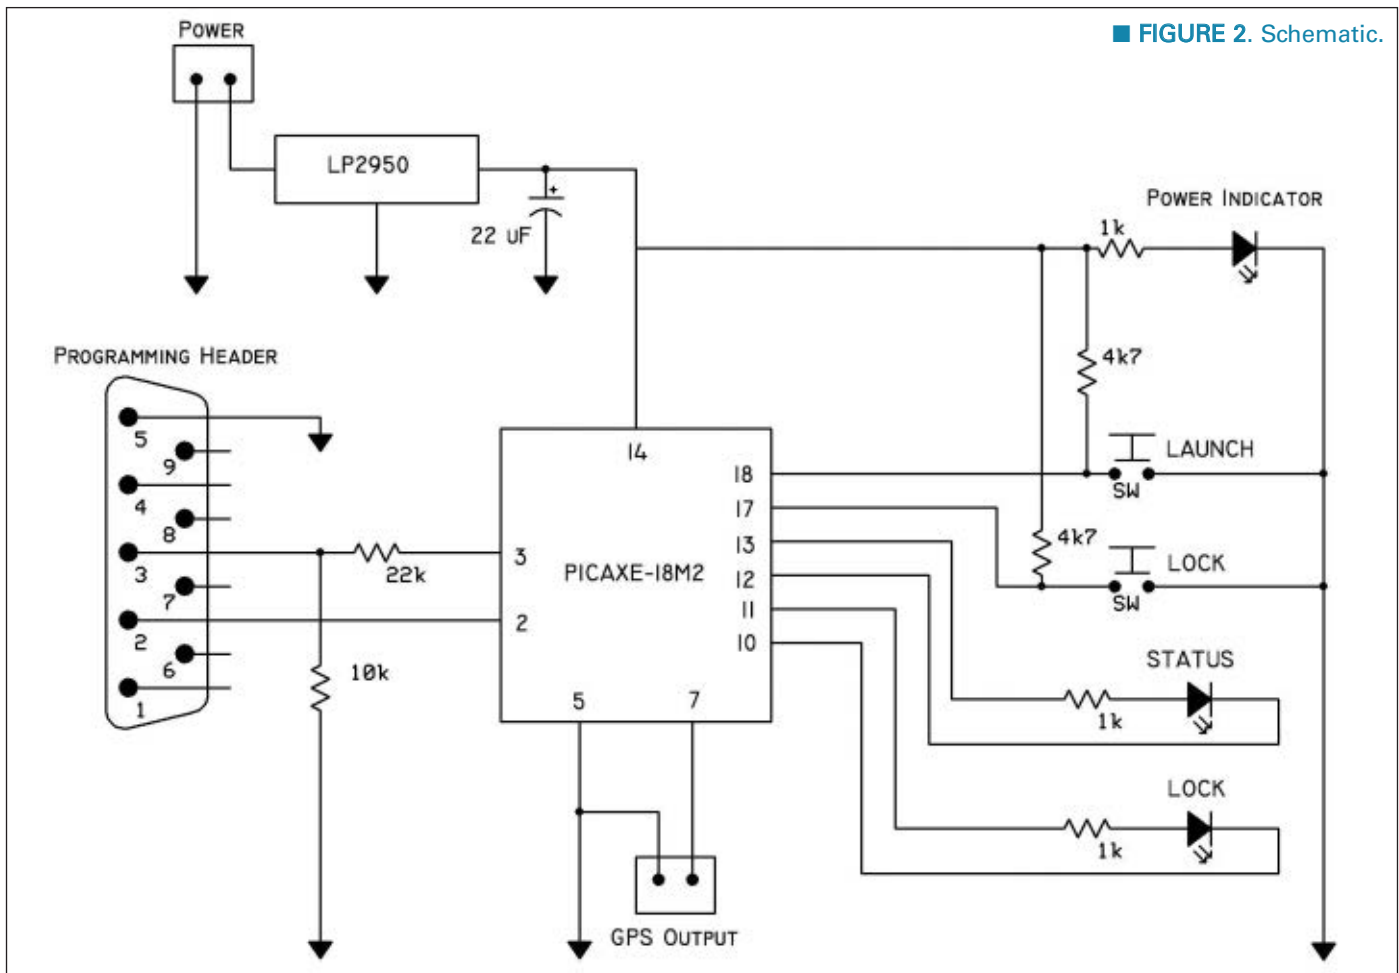 ■ FIGURE 2. Schematic.
POWER
LP2950
+
22 uF
POWER INDICATOR
1k
4k7
PROGRAMMING HEADER
5
9
4
8
3
7
2
6
1
22k
10k
PICAXE-18M2
14
3
2
5
7
18
17
13
12
11
10
LAUNCH
SW
4k7
LOCK
SW
STATUS
1k
LOCK
1k
GPS OUTPUT